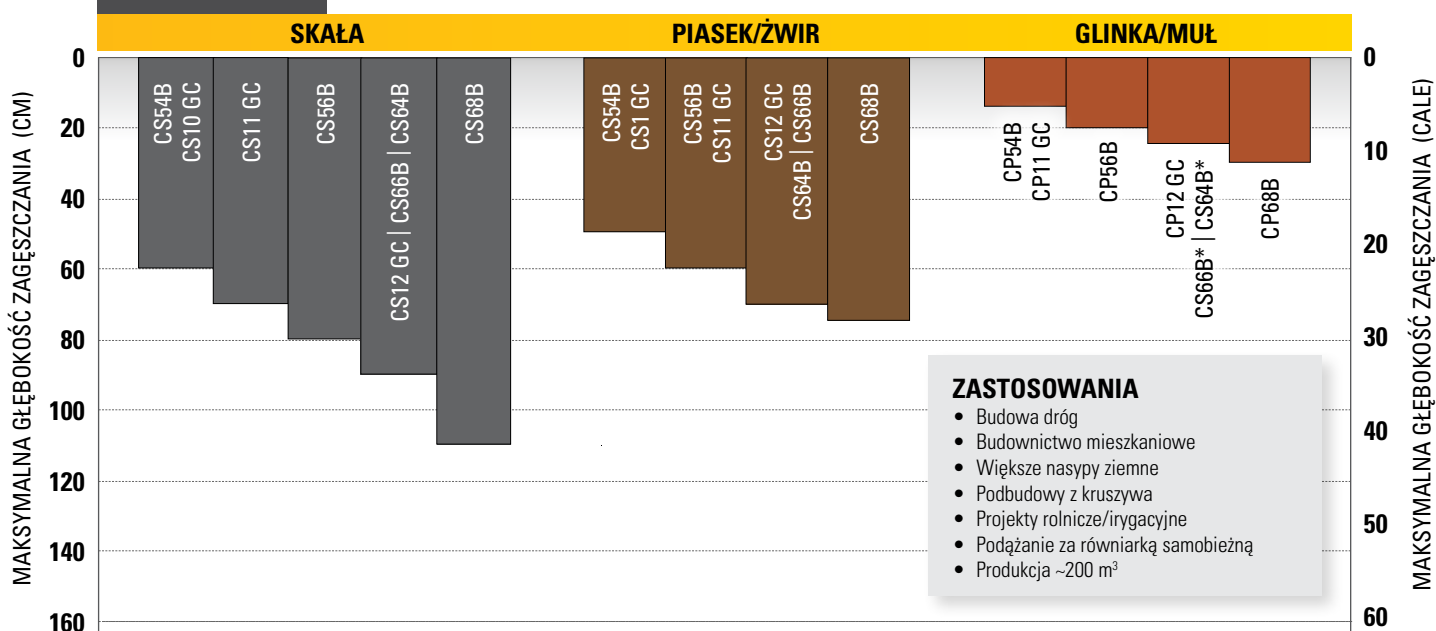 SKAŁA
PIASEK/ŻWIR
GLINKA/MUŁ
MAKSYMALNA GŁĘBOKOŚĆ ZAGĘSZCZANIA (CM)
0
20
40
60
80
100
120
140
160
CS54B
CS10 GC
CS11 GC
CS56B
CS12 GC | CS66B | CS64B
CS68B
CS54B
CS1 GC
CS56B
CS11 GC
CS12 GC
CS64B | CS66B
CS68B
CP54B
CP11 GC
CP56B
CP12 GC
CS66B* | CS64B*
CP68B
0
10
20
30
40
50
60
MAKSYMALNA GŁĘBOKOŚĆ ZAGĘSZCZANIA (CALE)
ZASTOSOWANIA
• Budowa dróg
• Budownictwo mieszkaniowe
• Większe nasypy ziemne
• Podbudowy z kruszywa
• Projekty rolnicze/irygacyjne
• Podążanie za równiarką samobieżną
• Produkcja ~200 m³